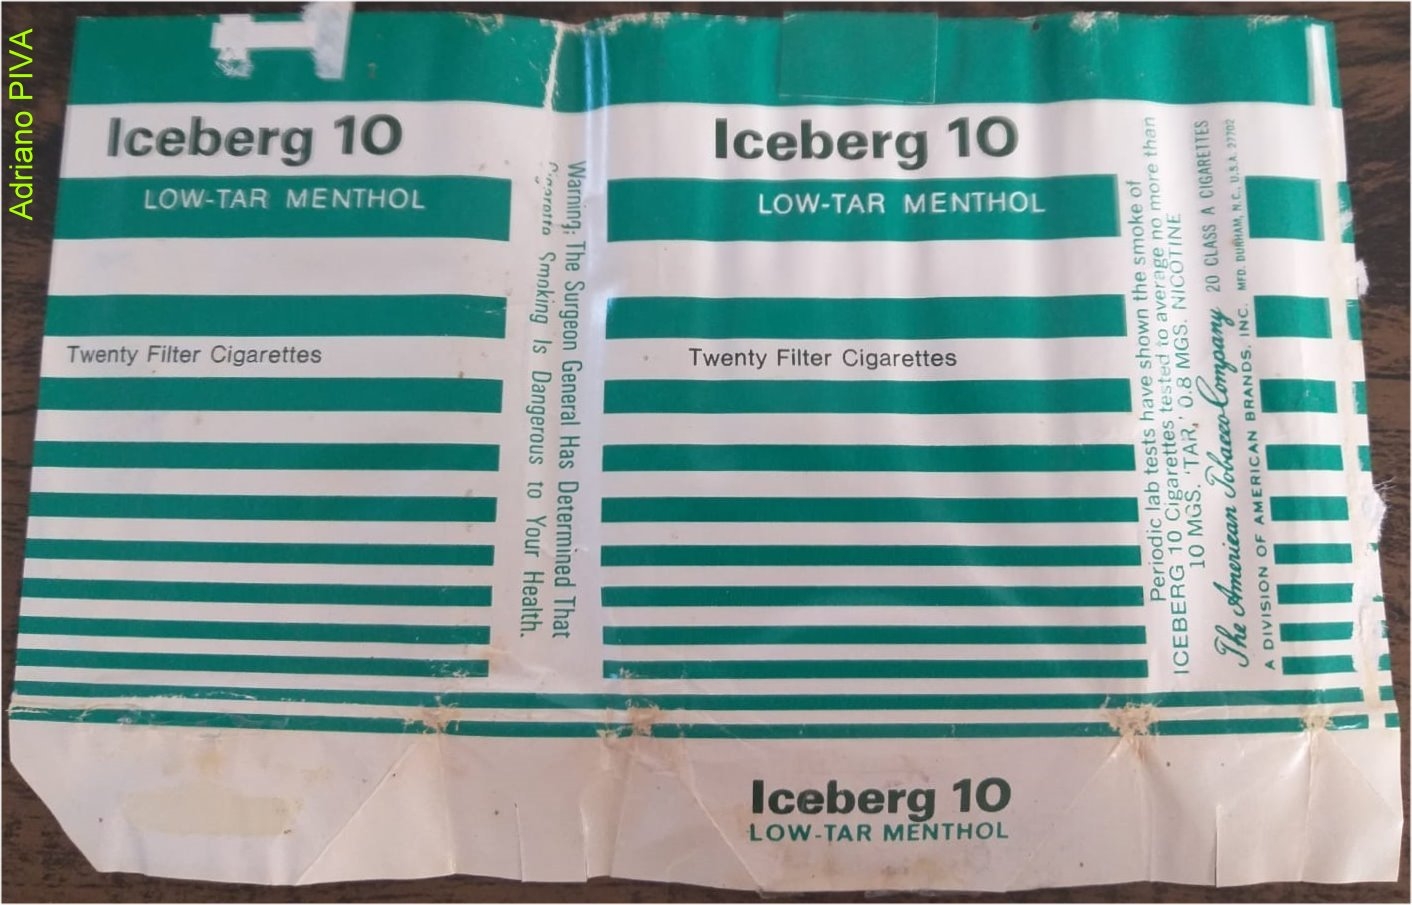 Adriano PIVA
Iceberg 10
LOW-TAR MENTHOL
Twenty Filter Cigarettes
Warning: The Surgeon General Has Determined That
Cigarette Smoking Is Dangerous to Your Health.
Iceberg 10
LOW-TAR MENTHOL
Twenty Filter Cigarettes
Periodic lab tests have shown the smoke of
ICEBERG 10 Cigarettes tested to average no more than
10 MGS. 'TAR,' 0.8 MGS. NICOTINE
The American Tobacco Company 20 CLASS A CIGARETTES
A DIVISION OF AMERICAN BRANDS, INC. MFD. DURHAM, N.C., U.S.A. 27702
Iceberg 10
LOW-TAR MENTHOL